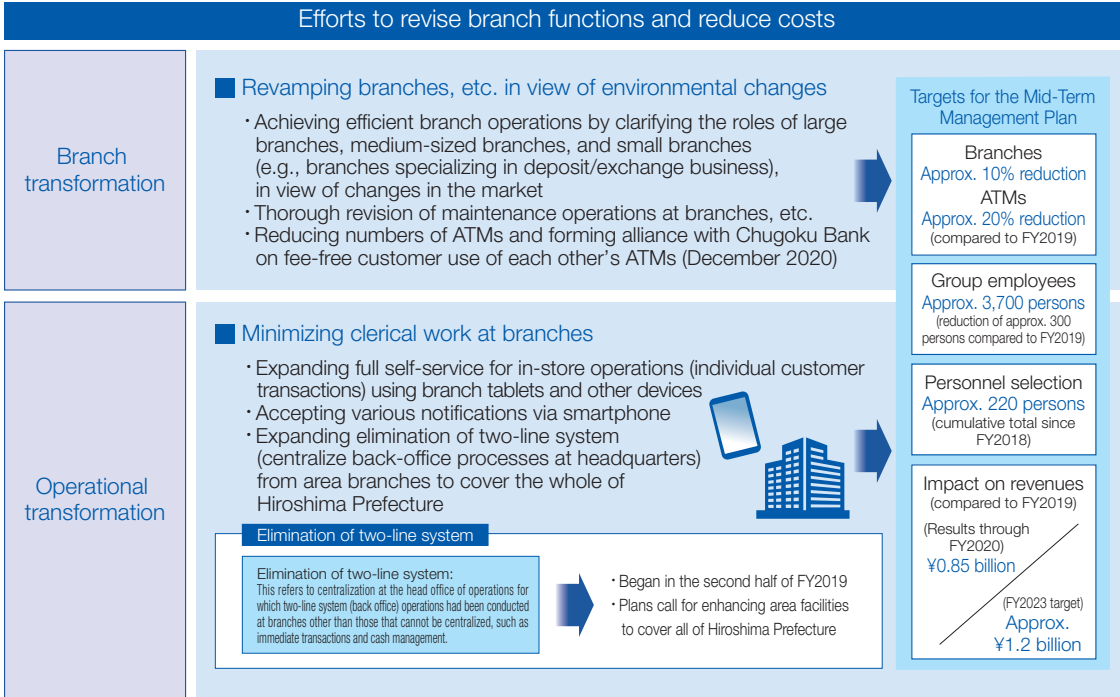 Efforts to revise branch functions and reduce costs
Branch
transformation
■ Revamping branches, etc. in view of environmental changes
・Achieving efficient branch operations by clarifying the roles of large
branches, medium-sized branches, and small branches
(e.g., branches specializing in deposit/exchange business),
in view of changes in the market
・Thorough revision of maintenance operations at branches, etc.
・Reducing numbers of ATMs and forming alliance with Chugoku Bank
on fee-free customer use of each other's ATMs (December 2020)
Operational
transformation
■ Minimizing clerical work at branches
・Expanding full self-service for in-store operations (individual customer
transactions) using branch tablets and other devices
・Accepting various notifications via smartphone
・Expanding elimination of two-line system
(centralize back-office processes at headquarters)
from area branches to cover the whole of
Hiroshima Prefecture
Elimination of two-line system
Elimination of two-line system:
This refers to centralization at the head office of operations for
which two-line system (back office) operations had been conducted
at branches other than those that cannot be centralized, such as
immediate transactions and cash management.
・Began in the second half of FY2019
・Plans call for enhancing area facilities
to cover all of Hiroshima Prefecture
Targets for the Mid-Term
Management Plan
Branches
Approx. 10% reduction
ATMs
Approx. 20% reduction
(compared to FY2019)
Group employees
Approx. 3,700 persons
(reduction of approx. 300
persons compared to FY2019)
Personnel selection
Approx. 220 persons
(cumulative total since
FY2018)
Impact on revenues
(compared to FY2019)
(Results through
FY2020)
¥0.85 billion
(FY2023 target)
Approx.
¥1.2 billion